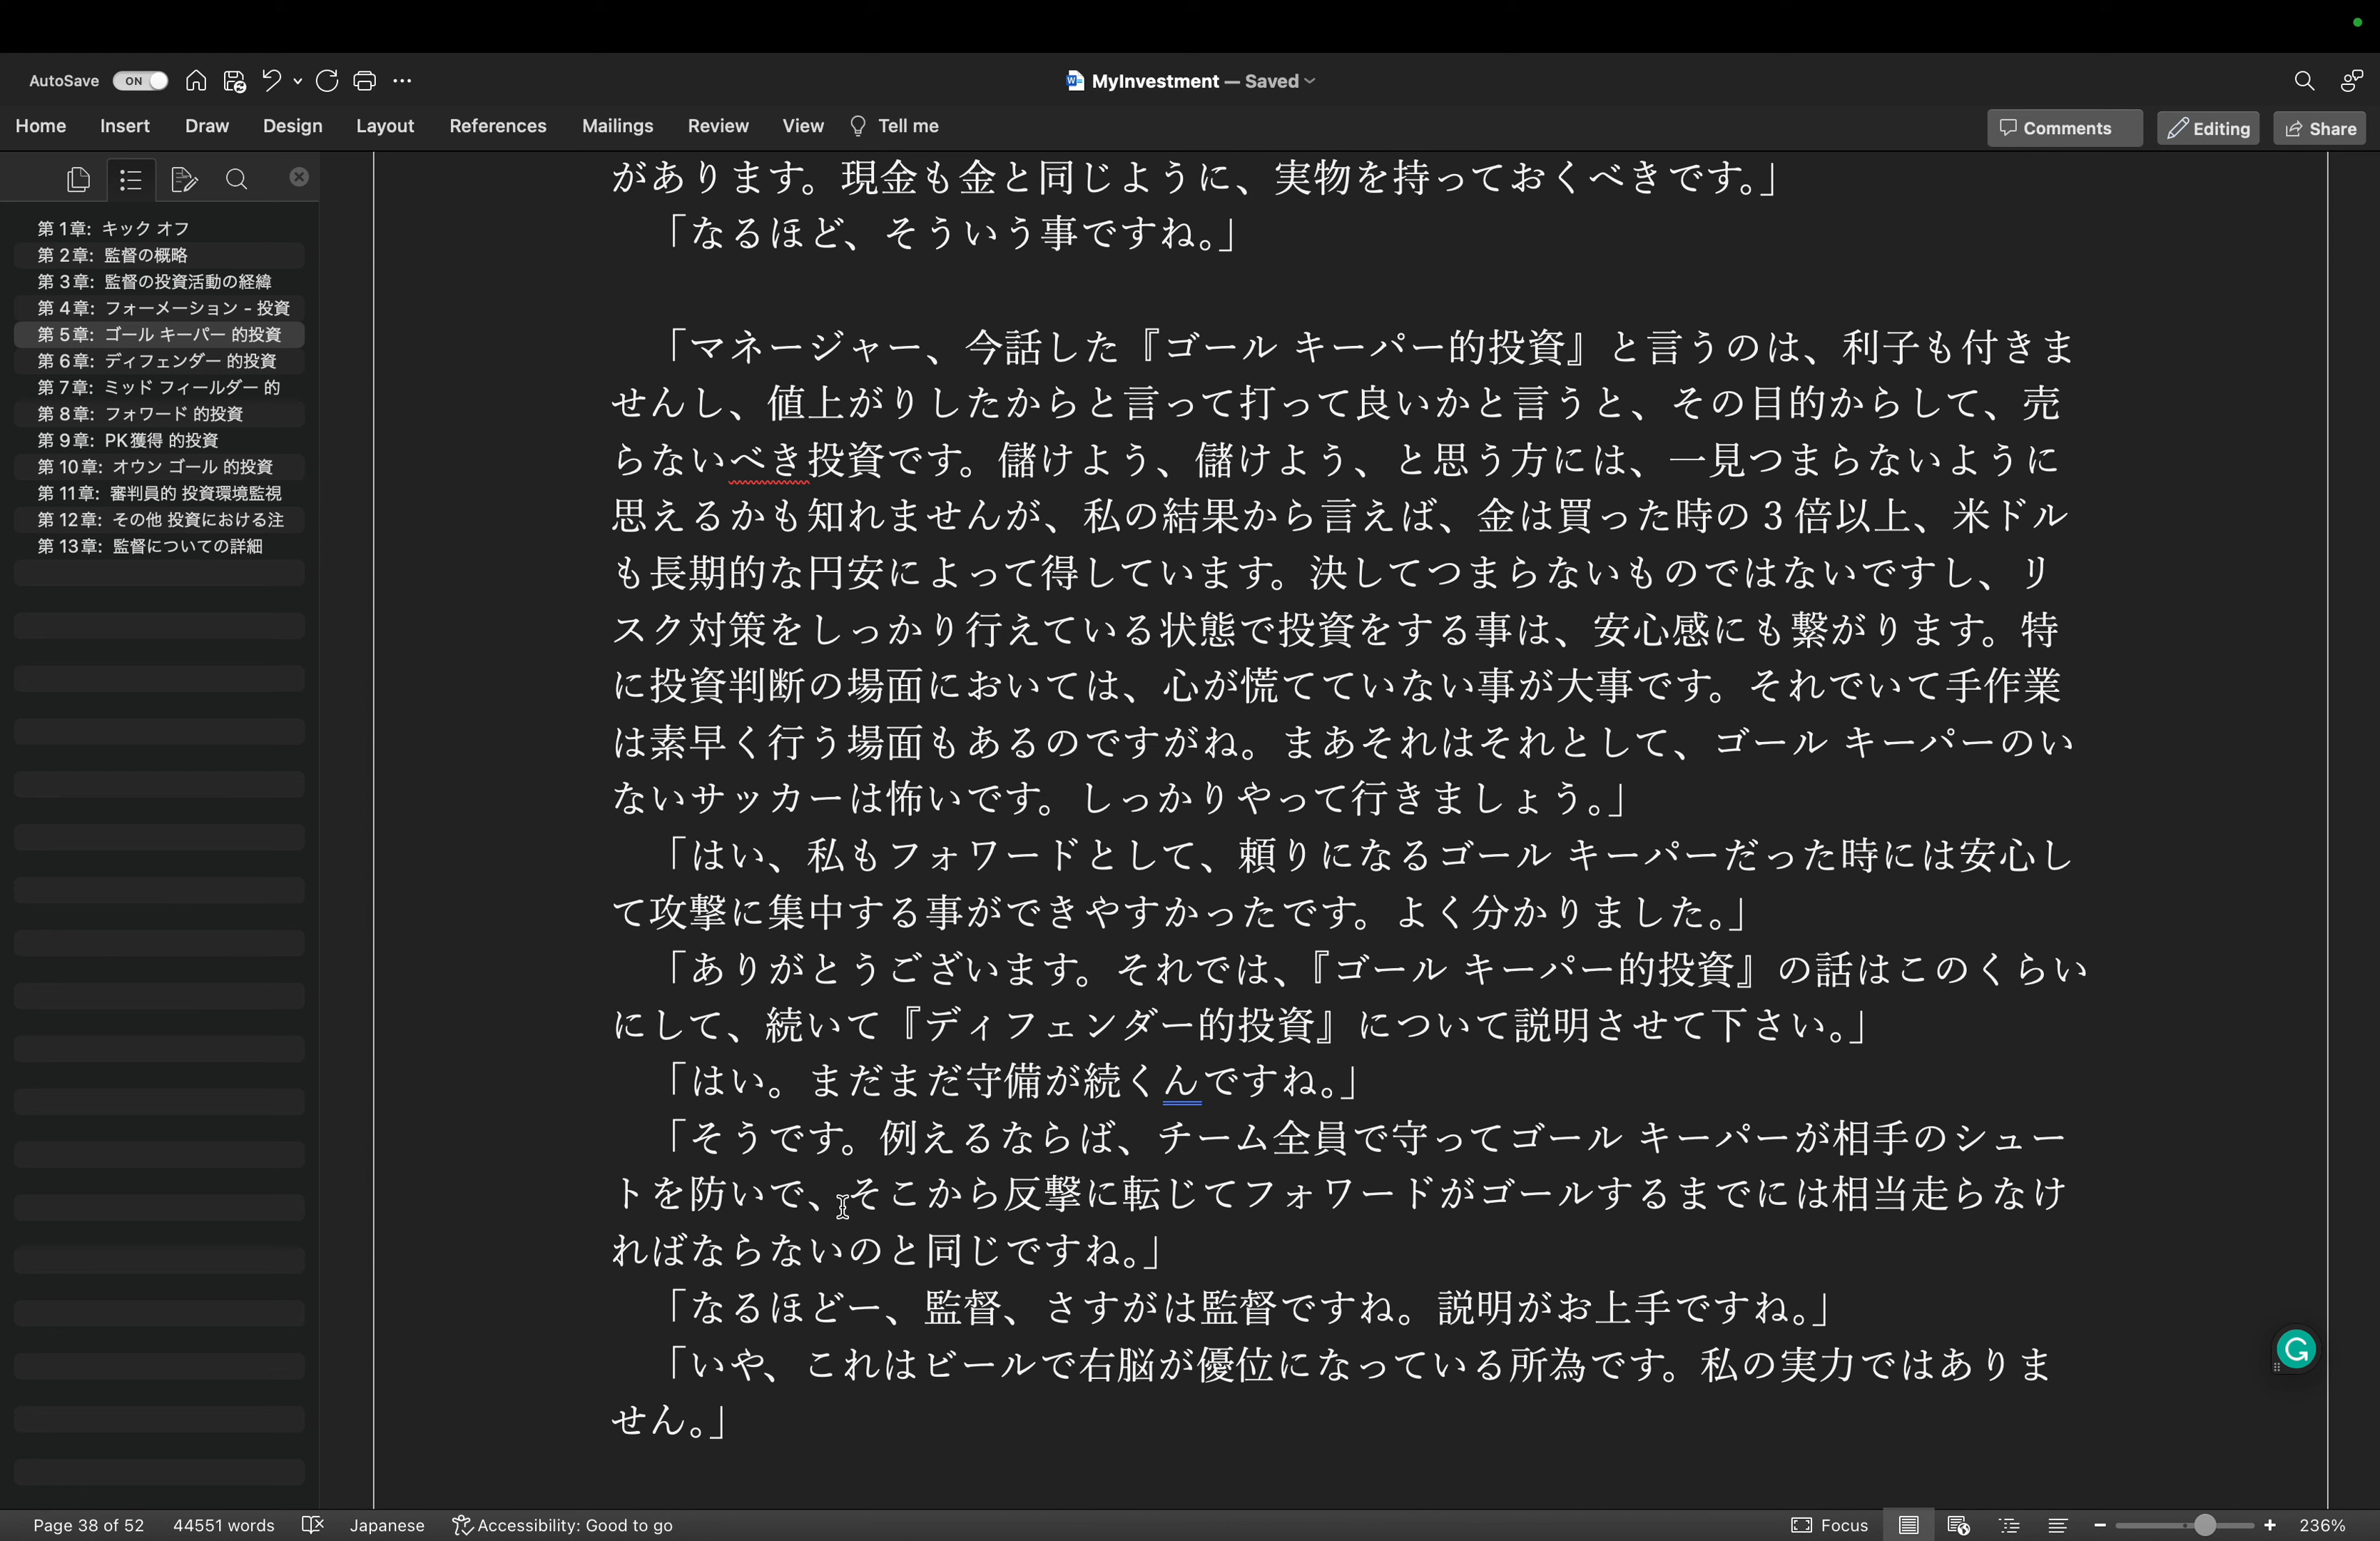 AutoSave ON
MyInvestment — Saved
Home Insert Draw Design Layout References Mailings Review View Tell me
Comments Editing Share
第 1章: キック オフ
第 2章: 監督の概略
第 3章: 監督の投資活動の経緯
第 4章: フォーメーション - 投資
第 5章: ゴール キーパー 的投資
第 6章: ディフェンダー 的投資
第 7章: ミッド フィールダー 的
第 8章: フォワード 的投資
第 9章: PK獲得 的投資
第 10章: オウン ゴール 的投資
第 11章: 審判員的 投資環境監視
第 12章: その他 投資における注
第 13章: 監督についての詳細
があります。現金も金と同じように、実物を持っておくべきです。」
「なるほど、そういう事ですね。」
「マネージャー、今話した『ゴール キーパー的投資』と言うのは、利子も付きま
せんし、値上がりしたからと言って打って良いかと言うと、その目的からして、売
らないべき投資です。儲けよう、儲けよう、と思う方には、一見つまらないように
思えるかも知れませんが、私の結果から言えば、金は買った時の 3 倍以上、米ドル
も長期的な円安によって得しています。決してつまらないものではないですし、リ
スク対策をしっかり行えている状態で投資をする事は、安心感にも繋がります。特
に投資判断の場面においては、心が慌てていない事が大事です。それでいて手作業
は素早く行う場面もあるのですがね。まあそれはそれとして、ゴール キーパーのい
ないサッカーは怖いです。しっかりやって行きましょう。」
「はい、私もフォワードとして、頼りになるゴール キーパーだった時には安心し
て攻撃に集中する事ができやすかったです。よく分かりました。」
「ありがとうございます。それでは、『ゴール キーパー的投資』の話はこのくらい
にして、続いて『ディフェンダー的投資』について説明させて下さい。」
「はい。まだまだ守備が続くんですね。」
「そうです。例えるならば、チーム全員で守ってゴール キーパーが相手のシュー
トを防いで、そこから反撃に転じてフォワードがゴールするまでには相当走らなけ
ればならないのと同じですね。」
「なるほどー、監督、さすがは監督ですね。説明がお上手ですね。」
「いや、これはビールで右脳が優位になっている所為です。私の実力ではありま
せん。」
Page 38 of 52 44551 words Japanese Accessibility: Good to go Focus 236%